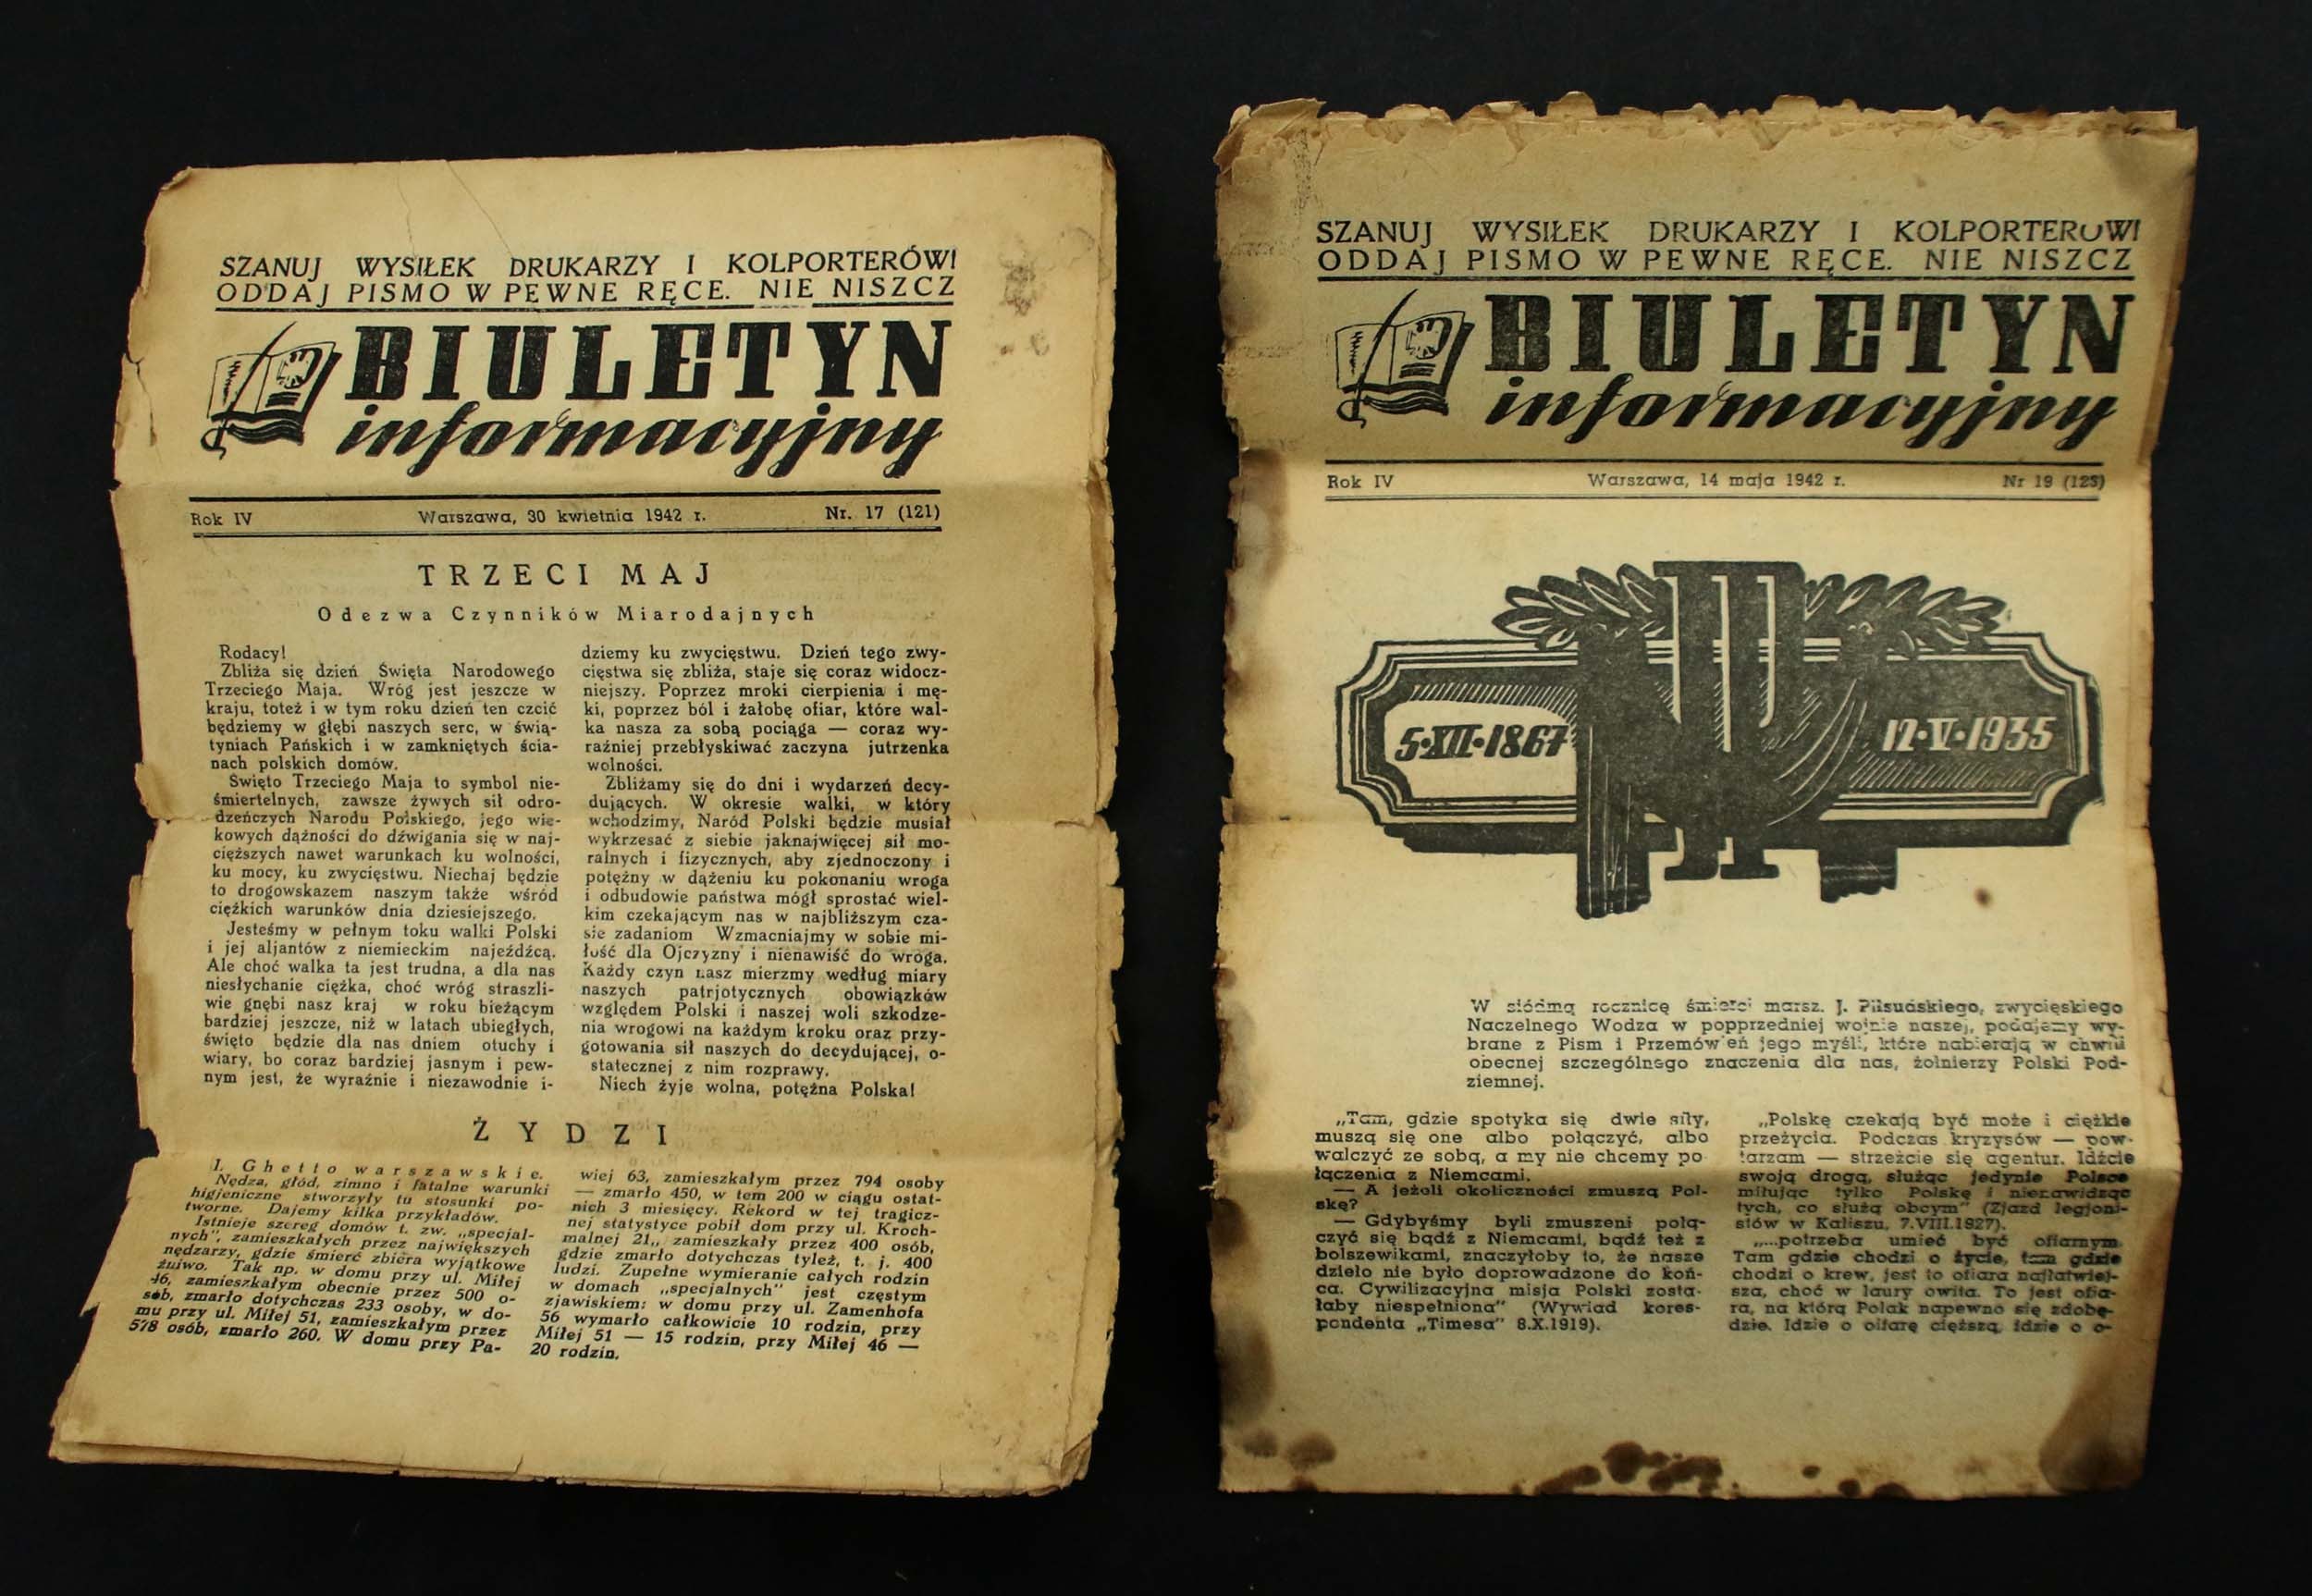 SZANUJ WYSIŁEK DRUKARZY I KOLPORTERÓW!
ODDAJ PISMO W PEWNE RĘCE. NIE NISZCZ
BIULETYN
informacyjny
Rok IV Warszawa, 30 kwietnia 1942 r. Nr. 17 (121)
TRZECI MAJ
Odezwa Czynników Miarodajnych
Rodacy!
Zbliża się dzień Święta Narodowego
Trzeciego Maja. Wróg jest jeszcze w
kraju, toteż i w tym roku dzień ten czcić
będziemy w głębi naszych serc, w świą-
tyniach Pańskich i w zamkniętych ścia-
nach polskich domów.
Święto Trzeciego Maja to symbol nie-
śmiertelnych, zawsze żywych sił odro-
dzeńczych Narodu Polskiego, jego wię-
kowych dążności do dźwigania się w naj-
cięższych nawet warunkach ku wolności,
ku mocy, ku zwycięstwu. Niechaj będzie
to drogowskazem naszym także wśród
ciężkich warunków dnia dziesiejszego.
Jesteśmy w pełnym toku walki Polski
i jej aljantów z niemieckim najeźdźcą.
Ale choć walka ta jest trudna, a dla nas
niesłychanie ciężka, choć wróg straszli-
wie gnębi nasz kraj w roku bieżącym
bardziej jeszcze, niż w latach ubiegłych,
święto będzie dla nas dniem otuchy i
wiary, bo coraz bardziej jasnym i pew-
nym jest, że wyraźnie i niezawodnie i-
dziemy ku zwycięstwu. Dzień tego zwy-
cięstwa się zbliża, staje się coraz widocz-
niejszy. Poprzez mroki cierpienia i mę-
ki, poprzez ból i żałobę ofiar, które wal-
ka nasza za sobą pociąga — coraz wy-
raźniej przebłyskiwać zaczyna jutrzenka
wolności.
Zbliżamy się do dni i wydarzeń decy-
dujących. W okresie walki, w który
wchodzimy, Naród Polski będzie musiał
wykrzesać z siebie jaknajwięcej sił mo-
ralnych i fizycznych, aby zjednoczony i
potężny w dążeniu ku pokonaniu wroga
i odbudowie państwa mógł sprostać wiel-
kim czekającym nas w najbliższym cza-
sie zadaniom Wzmacniajmy w sobie mi-
łość dla Ojczyzny i nienawiść do wroga.
Każdy czyn nasz mierzmy według miary
naszych patrjotycznych obowiązków
względem Polski i naszej woli szkodze-
nia wrogowi na każdym kroku oraz przy-
gotowania sił naszych do decydującej, o-
statecznej z nim rozprawy.
Niech żyje wolna, potężna Polska!
ŻYDZI
I. Ghetto warszawskie.
Nędza, głód, zimno i fatalne warunki
higjeniczne stworzyły tu stosunki po-
tworne. Dajemy kilka przykładów.
Istnieje szereg domów t. zw. „specjal-
nych", zamieszkałych przez największych
nędzarzy, gdzie śmierć zbiera wyjątkowe
żniwo. Tak np. w domu przy ul. Miłej
46, zamieszkałym obecnie przez 500 o-
sób, zmarło dotychczas 233 osoby, w do-
mu przy ul. Miłej 51, zamieszkałym przez
578 osób, zmarło 260. W domu przy Pa-
wiej 63, zamieszkałym przez 794 osoby
— zmarło 450, w tem 200 w ciągu ostat-
nich 3 miesięcy. Rekord w tej tragicz-
nej statystyce pobił dom przy ul. Kroch-
malnej 21,, zamieszkały przez 400 osób,
gdzie zmarło dotychczas tyleż, t. j. 400
ludzi. Zupełne wymieranie całych rodzin
w domach „specjalnych" jest częstym
zjawiskiem: w domu przy ul. Zamenhofa
56 wymarło całkowicie 10 rodzin, przy
Miłej 51 — 15 rodzin, przy Miłej 46 —
20 rodzin.
SZANUJ WYSIŁEK DRUKARZY I KOLPORTERÓW!
ODDAJ PISMO W PEWNE RĘCE. NIE NISZCZ
BIULETYN
informacyjny
Rok IV Warszawa, 14 maja 1942 r. Nr 19 (123)
5·XII·1867 JP 12·V·1935
W siódmą rocznicę śmierci marsz. J. Piłsudskiego, zwycięskiego
Naczelnego Wodza w popprzedniej wojnie naszej, podajemy wy-
brane z Pism i Przemów eń jego myśli, które nabierają w chwili
obecnej szczególnego znaczenia dla nas, żołnierzy Polski Pod-
ziemnej.
„Tam, gdzie spotyka się dwie siły,
muszą się one albo połączyć, albo
walczyć ze sobą, a my nie chcemy po
łączenia z Niemcami.
— A jeżeli okoliczności zmuszą Pol-
skę?
— Gdybyśmy byli zmuszeni połą-
czyć się bądź z Niemcami, bądź też z
bolszewikami, znaczyłoby to, że nasze
dzieło nie było doprowadzone do koń-
ca. Cywilizacyjna misja Polski zosta-
łaby niespełniona" (Wywiad kores-
pondenta „Timesa" 8.X.1919).
„Polskę czekają być może i ciężkie
przeżycia. Podczas kryzysów — pow-
tarzam — strzeżcie się agentur. Idźcie
swoją drogą, służąc jedynie Polsce
miłując tylko Polskę i nienawidząc
tych, co służą obcym" (Zjazd legjoni-
stów w Kaliszu, 7.VIII.1927).
„...potrzeba umieć być ofiarnym.
Tam gdzie chodzi o życie, tam gdzie
chodzi o krew, jest to ofiara najłatwiej-
sza, choć w laury owita. To jest ofia-
ra, na którą Polak napewno się zdobę-
dzie. Idzie o ofiarę cięższą, idzie o o-